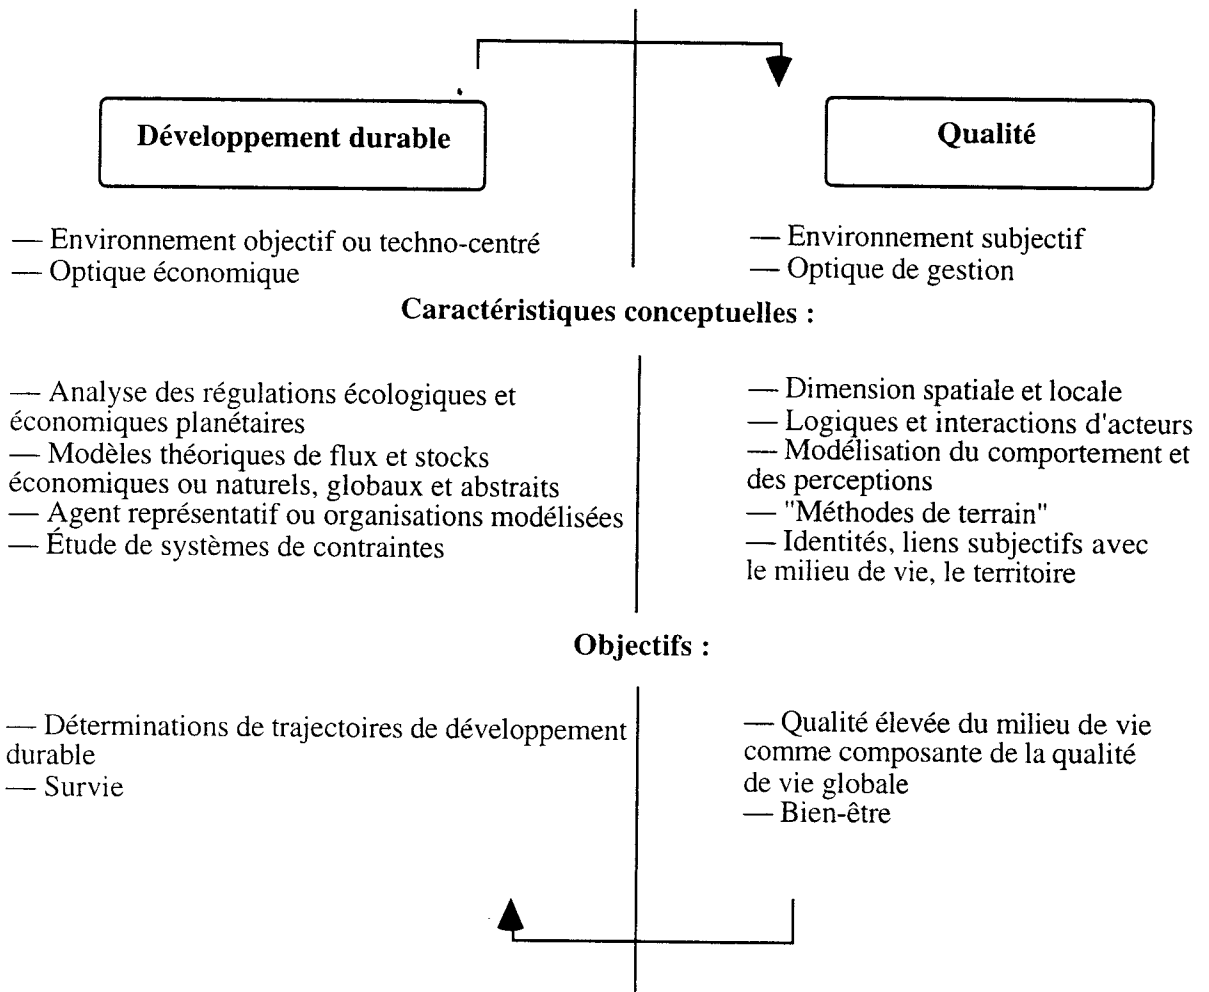 Développement durable
Qualité
— Environnement objectif ou techno-centré
— Optique économique
— Environnement subjectif
— Optique de gestion
Caractéristiques conceptuelles :
— Analyse des régulations écologiques et
économiques planétaires
— Modèles théoriques de flux et stocks
économiques ou naturels, globaux et abstraits
— Agent représentatif ou organisations modélisées
— Étude de systèmes de contraintes
— Dimension spatiale et locale
— Logiques et interactions d'acteurs
— Modélisation du comportement et
des perceptions
— "Méthodes de terrain"
— Identités, liens subjectifs avec
le milieu de vie, le territoire
Objectifs :
— Déterminations de trajectoires de développement
durable
— Survie
— Qualité élevée du milieu de vie
comme composante de la qualité
de vie globale
— Bien-être